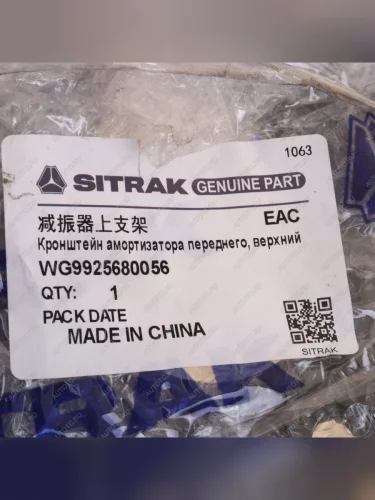 1063
SITRAK GENUINE PART
减振器上支架 EAC
Кронштейн амортизатора переднего, верхний
WG9925680056
QTY: 1
PACK DATE
MADE IN CHINA
SITRAK